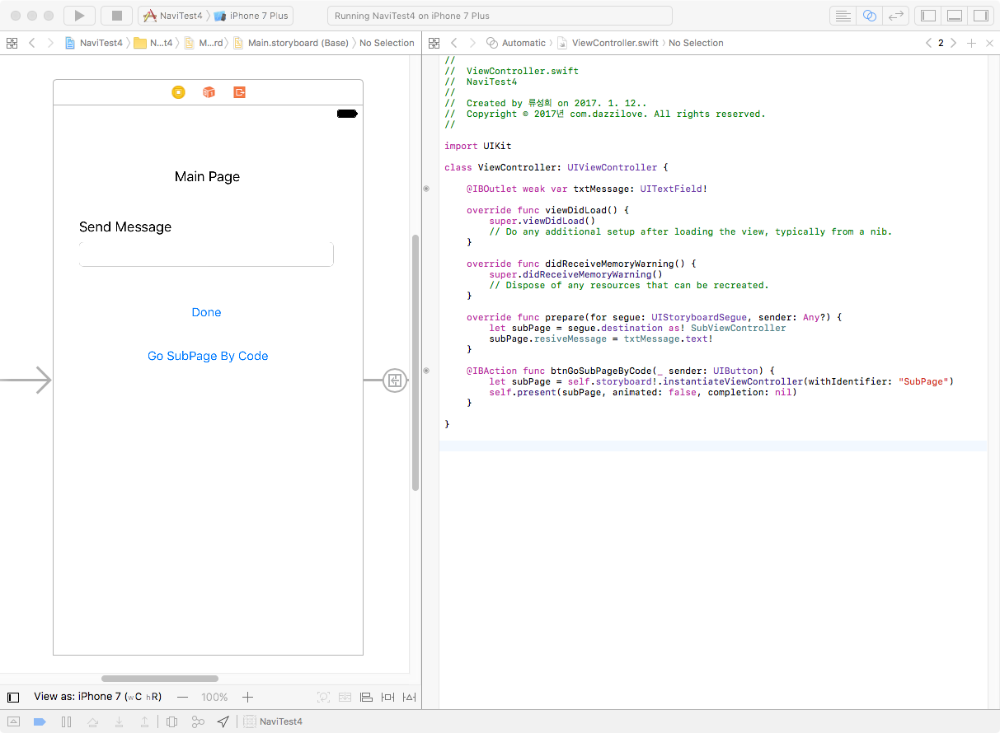 NaviTest4 iPhone 7 Plus
Running NaviTest4 on iPhone 7 Plus
NaviTest4 N...t4 M...rd Main.storyboard (Base) No Selection
Automatic ViewController.swift No Selection
2
Main Page
Send Message
Done
Go SubPage By Code
View as: iPhone 7 (wC hR)
100%
//
//  ViewController.swift
//  NaviTest4
//
//  Created by 류성희 on 2017. 1. 12..
//  Copyright © 2017년 com.dazzilove. All rights reserved.
//
import UIKit
class ViewController: UIViewController {
    @IBOutlet weak var txtMessage: UITextField!
    override func viewDidLoad() {
        super.viewDidLoad()
        // Do any additional setup after loading the view, typically from a nib.
    }
    override func didReceiveMemoryWarning() {
        super.didReceiveMemoryWarning()
        // Dispose of any resources that can be recreated.
    }
    override func prepare(for segue: UIStoryboardSegue, sender: Any?) {
        let subPage = segue.destination as! SubViewController
        subPage.resiveMessage = txtMessage.text!
    }
    @IBAction func btnGoSubPageByCode(_ sender: UIButton) {
        let subPage = self.storyboard!.instantiateViewController(withIdentifier: "SubPage")
        self.present(subPage, animated: false, completion: nil)
    }
}
NaviTest4